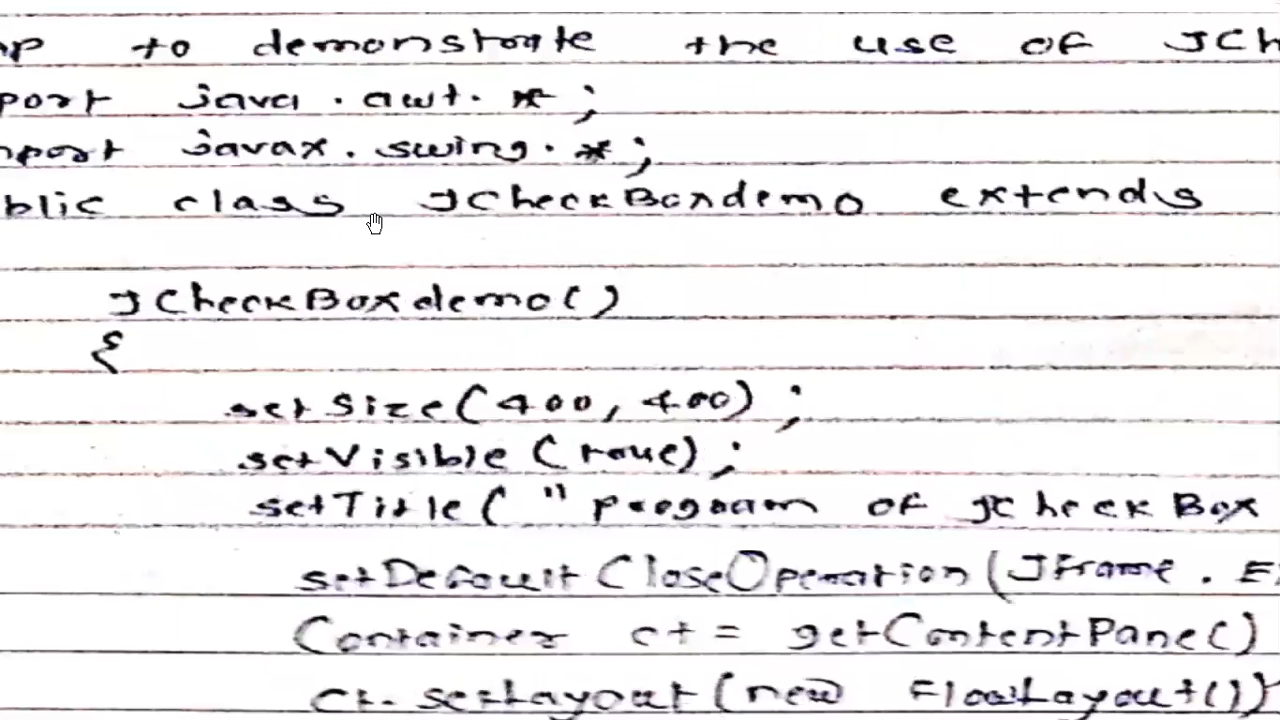 ap to demonstrate the use of JCh
port java.awt.*;
mport javax.swing.*;
blic class JCheckBoxdemo extends
JCheckBoxdemo()
{
setSize(400, 400);
setVisible(true);
setTitle("program of JCheckBox
setDefaultCloseOperation(JFrame.E
Container ct = getContentPane()
ct.setLayout(new FlowLayout())